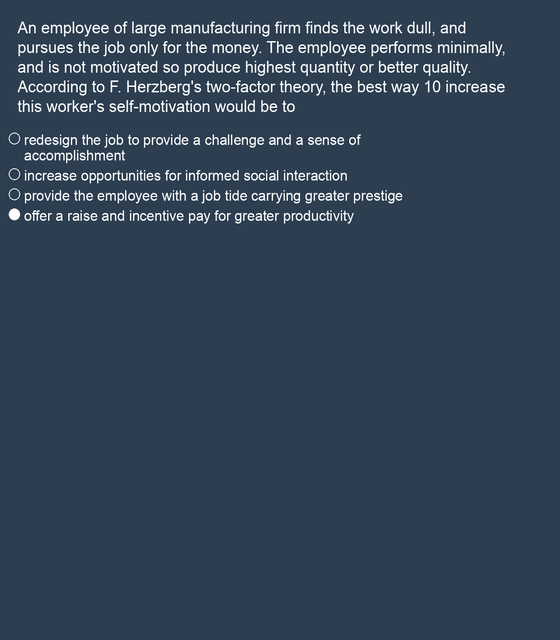 An employee of large manufacturing firm finds the work dull, and
pursues the job only for the money. The employee performs minimally,
and is not motivated so produce highest quantity or better quality.
According to F. Herzberg's two-factor theory, the best way 10 increase
this worker's self-motivation would be to
redesign the job to provide a challenge and a sense of
accomplishment
increase opportunities for informed social interaction
provide the employee with a job tide carrying greater prestige
offer a raise and incentive pay for greater productivity